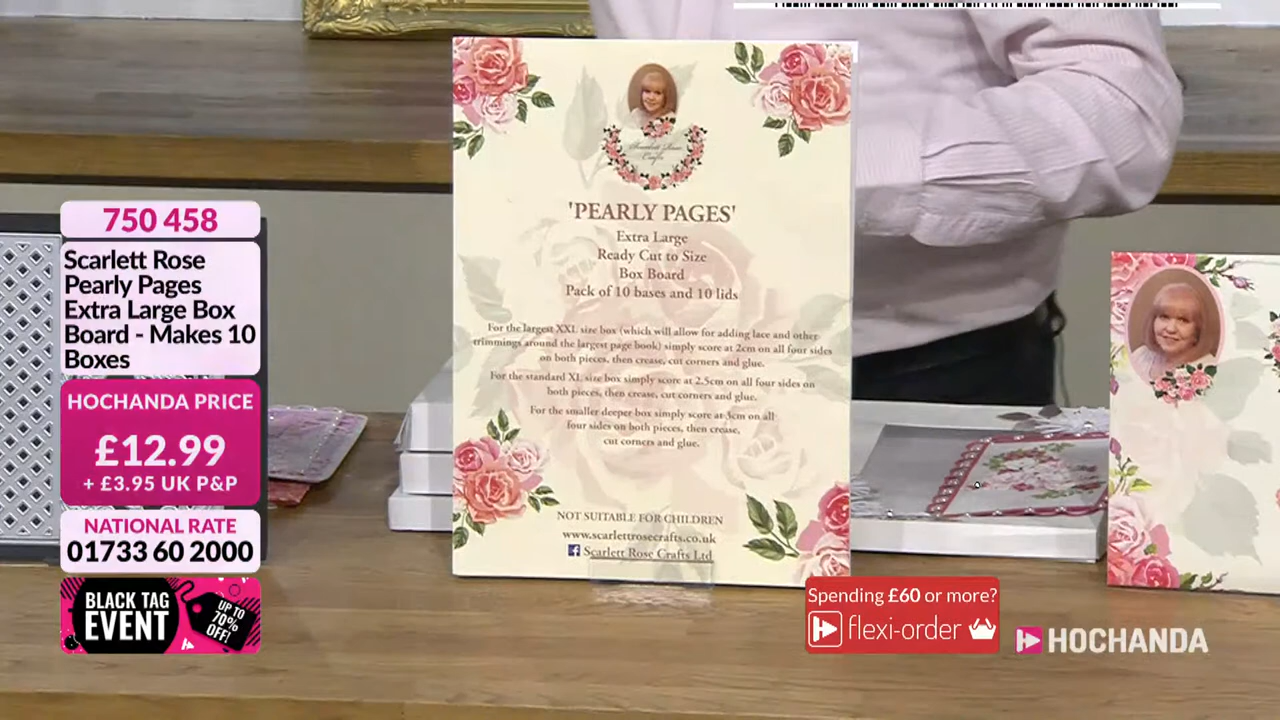 750 458
Scarlett Rose
Pearly Pages
Extra Large Box
Board - Makes 10
Boxes
HOCHANDA PRICE
£12.99
+ £3.95 UK P&P
NATIONAL RATE
01733 60 2000
BLACK TAG
EVENT
UP TO
70%
OFF!
Scarlett Rose
Crafts
'PEARLY PAGES'
Extra Large
Ready Cut to Size
Box Board
Pack of 10 bases and 10 lids
For the largest XXL size box (which will allow for adding lace and other
trimmings around the largest page book) simply score at 2cm on all four sides
on both pieces, then crease, cut corners and glue.
For the standard XL size box simply score at 2.5cm on all four sides on
both pieces, then crease, cut corners and glue.
For the smaller deeper box simply score at 3cm on all
four sides on both pieces, then crease,
cut corners and glue.
NOT SUITABLE FOR CHILDREN
www.scarlettrosecrafts.co.uk
f Scarlett Rose Crafts Ltd
Spending £60 or more?
flexi-order
HOCHANDA